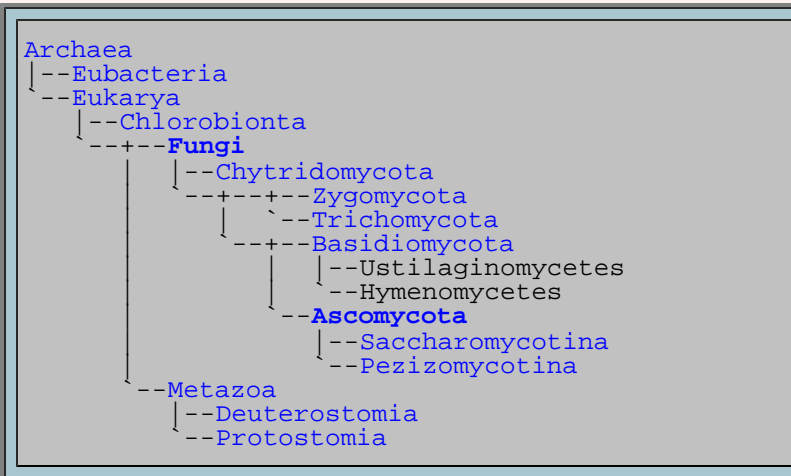 Archaea
|--Eubacteria
`--Eukarya
   |--Chlorobionta
   `--+--Fungi
      |  |--Chytridomycota
      |  `--+--+--Zygomycota
      |     |  `--Trichomycota
      |     `--+--Basidiomycota
      |        |  |--Ustilaginomycetes
      |        |  `--Hymenomycetes
      |        `--Ascomycota
      |           |--Saccharomycotina
      |           `--Pezizomycotina
      `--Metazoa
         |--Deuterostomia
         `--Protostomia